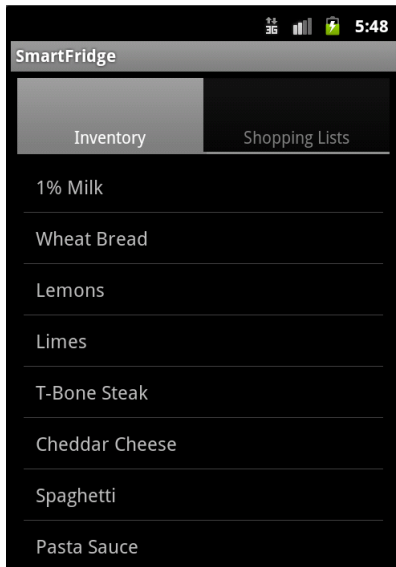 3G 5:48
SmartFridge
Inventory Shopping Lists
1% Milk
Wheat Bread
Lemons
Limes
T-Bone Steak
Cheddar Cheese
Spaghetti
Pasta Sauce